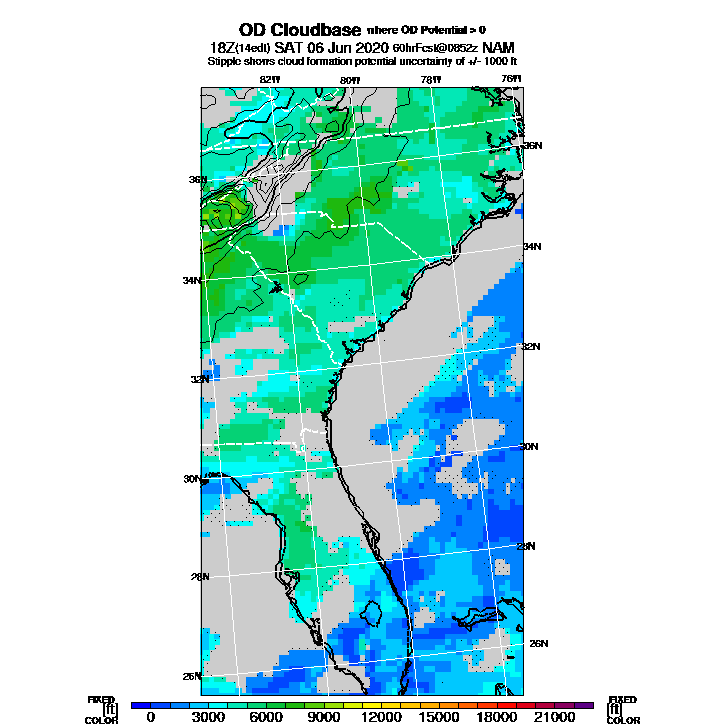 OD Cloudbase where OD Potential > 0
18Z(14edt) SAT 06 Jun 2020 60hrFcst@0852z NAM
Stipple shows cloud formation potential uncertainty of +/- 1000 ft
82W 80W 78W 76W
36N
36N
34N
34N
32N
32N
30N
30N
28N
28N
26N
26N
FIXED FIXED
[ft] 0 3000 6000 9000 12000 15000 18000 21000 [ft]
COLOR COLOR